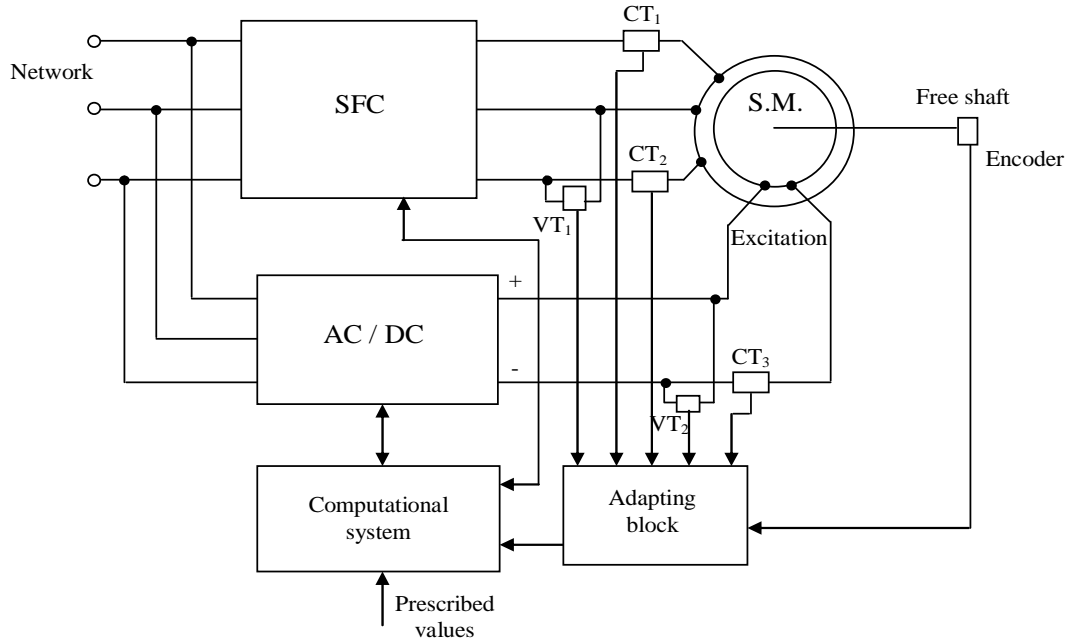 CT₁
Network
SFC
S.M.
Free shaft
CT₂
Encoder
VT₁
Excitation
+
AC / DC
-
CT₃
VT₂
Computational
system
Adapting
block
Prescribed
values